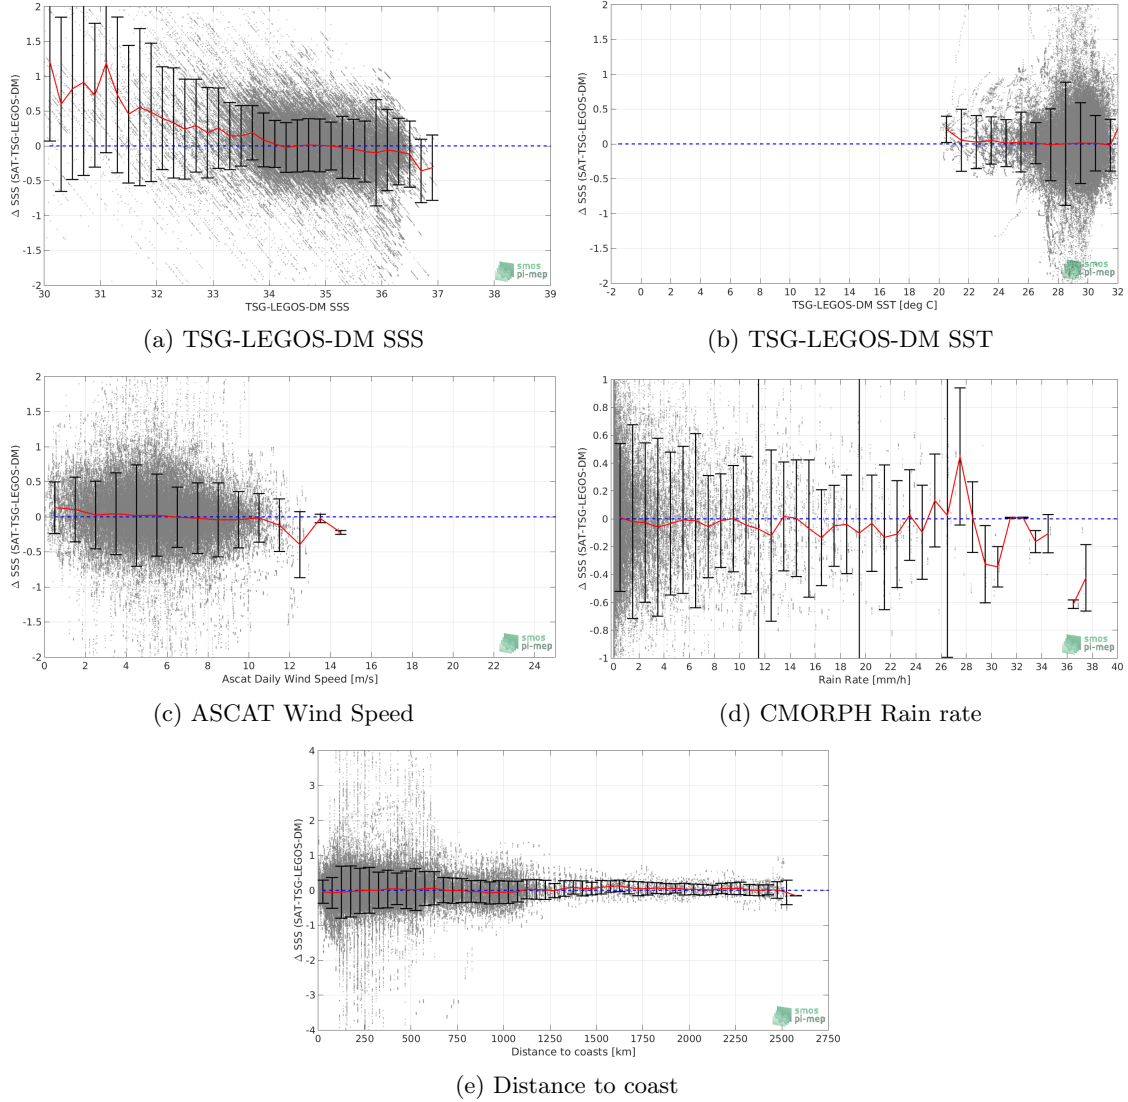 2
1.5
1
0.5
0
-0.5
-1
-1.5
-2
Δ SSS (SAT-TSG-LEGOS-DM)
30 31 32 33 34 35 36 37 38 39
TSG-LEGOS-DM SSS
smos
pi-mep
(a) TSG-LEGOS-DM SSS
2
1.5
1
0.5
0
-0.5
-1
-1.5
-2
Δ SSS (SAT-TSG-LEGOS-DM)
-2 0 2 4 6 8 10 12 14 16 18 20 22 24 26 28 30 32
TSG-LEGOS-DM SST [deg C]
smos
pi-mep
(b) TSG-LEGOS-DM SST
2
1.5
1
0.5
0
-0.5
-1
-1.5
-2
Δ SSS (SAT-TSG-LEGOS-DM)
0 2 4 6 8 10 12 14 16 18 20 22 24
Ascat Daily Wind Speed [m/s]
smos
pi-mep
(c) ASCAT Wind Speed
1
0.8
0.6
0.4
0.2
0
-0.2
-0.4
-0.6
-0.8
-1
Δ SSS (SAT-TSG-LEGOS-DM)
0 2 4 6 8 10 12 14 16 18 20 22 24 26 28 30 32 34 36 38 40
Rain Rate [mm/h]
smos
pi-mep
(d) CMORPH Rain rate
4
3
2
1
0
-1
-2
-3
-4
Δ SSS (SAT-TSG-LEGOS-DM)
0 250 500 750 1000 1250 1500 1750 2000 2250 2500 2750
Distance to coasts [km]
smos
pi-mep
(e) Distance to coast